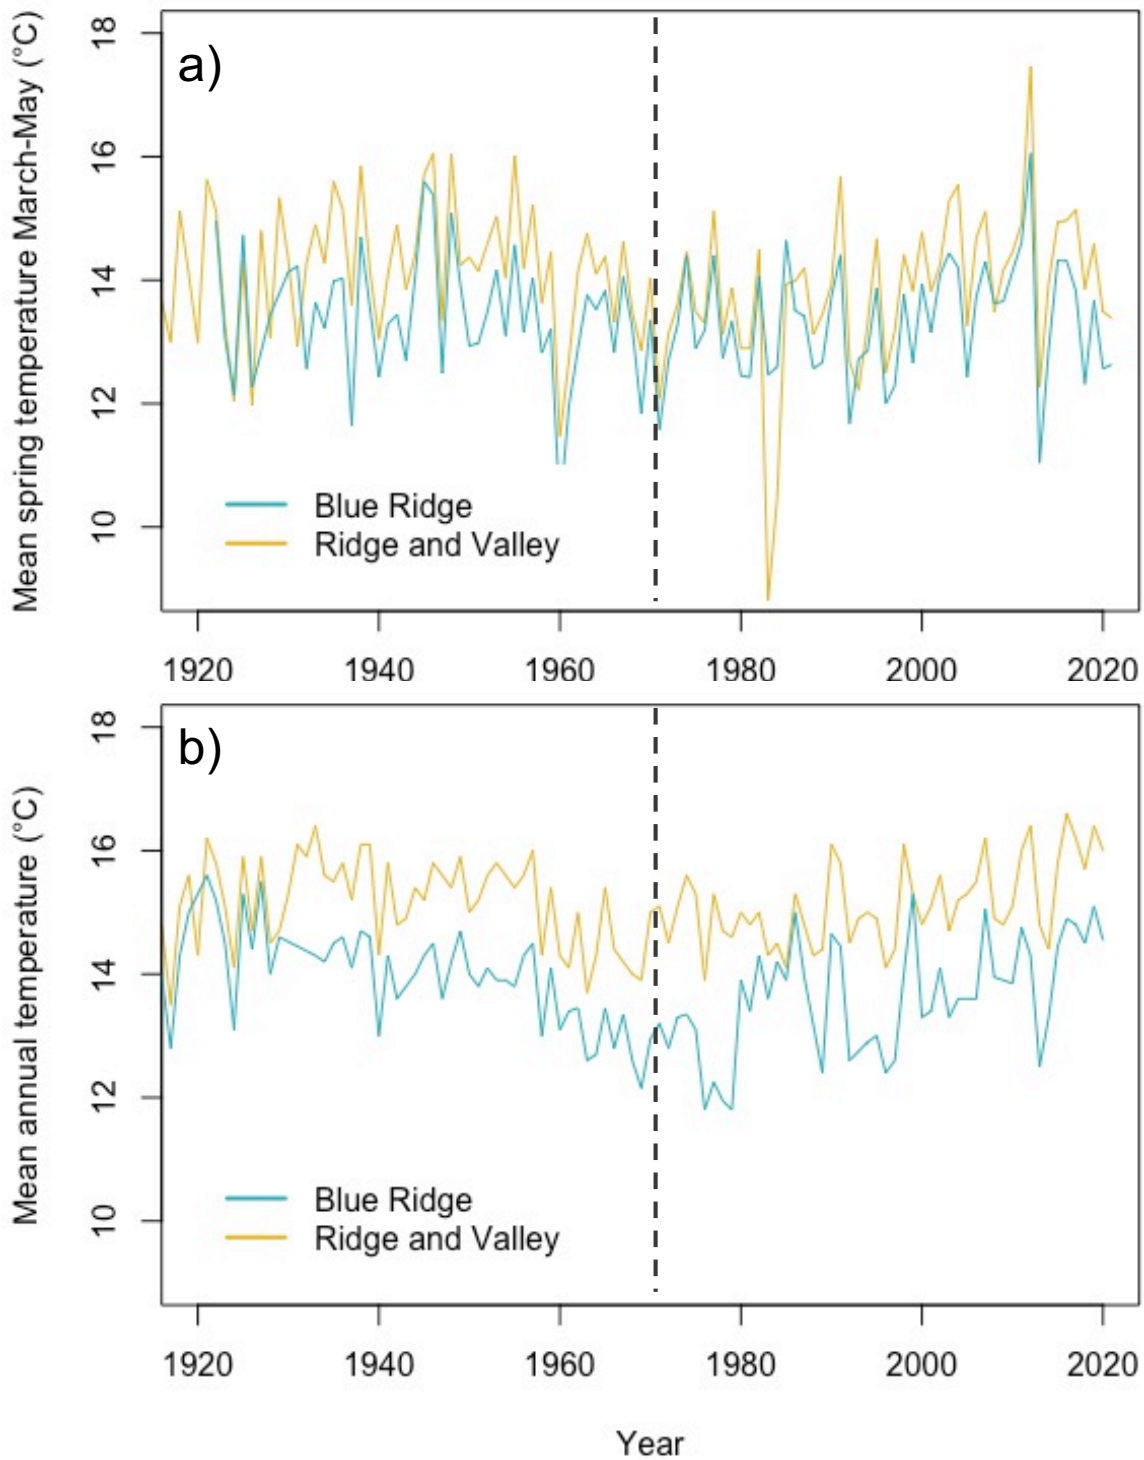 Mean spring temperature March-May (°C)
18
16
14
12
10
a)
Blue Ridge
Ridge and Valley
1920 1940 1960 1980 2000 2020
Mean annual temperature (°C)
18
16
14
12
10
b)
Blue Ridge
Ridge and Valley
1920 1940 1960 1980 2000 2020
Year